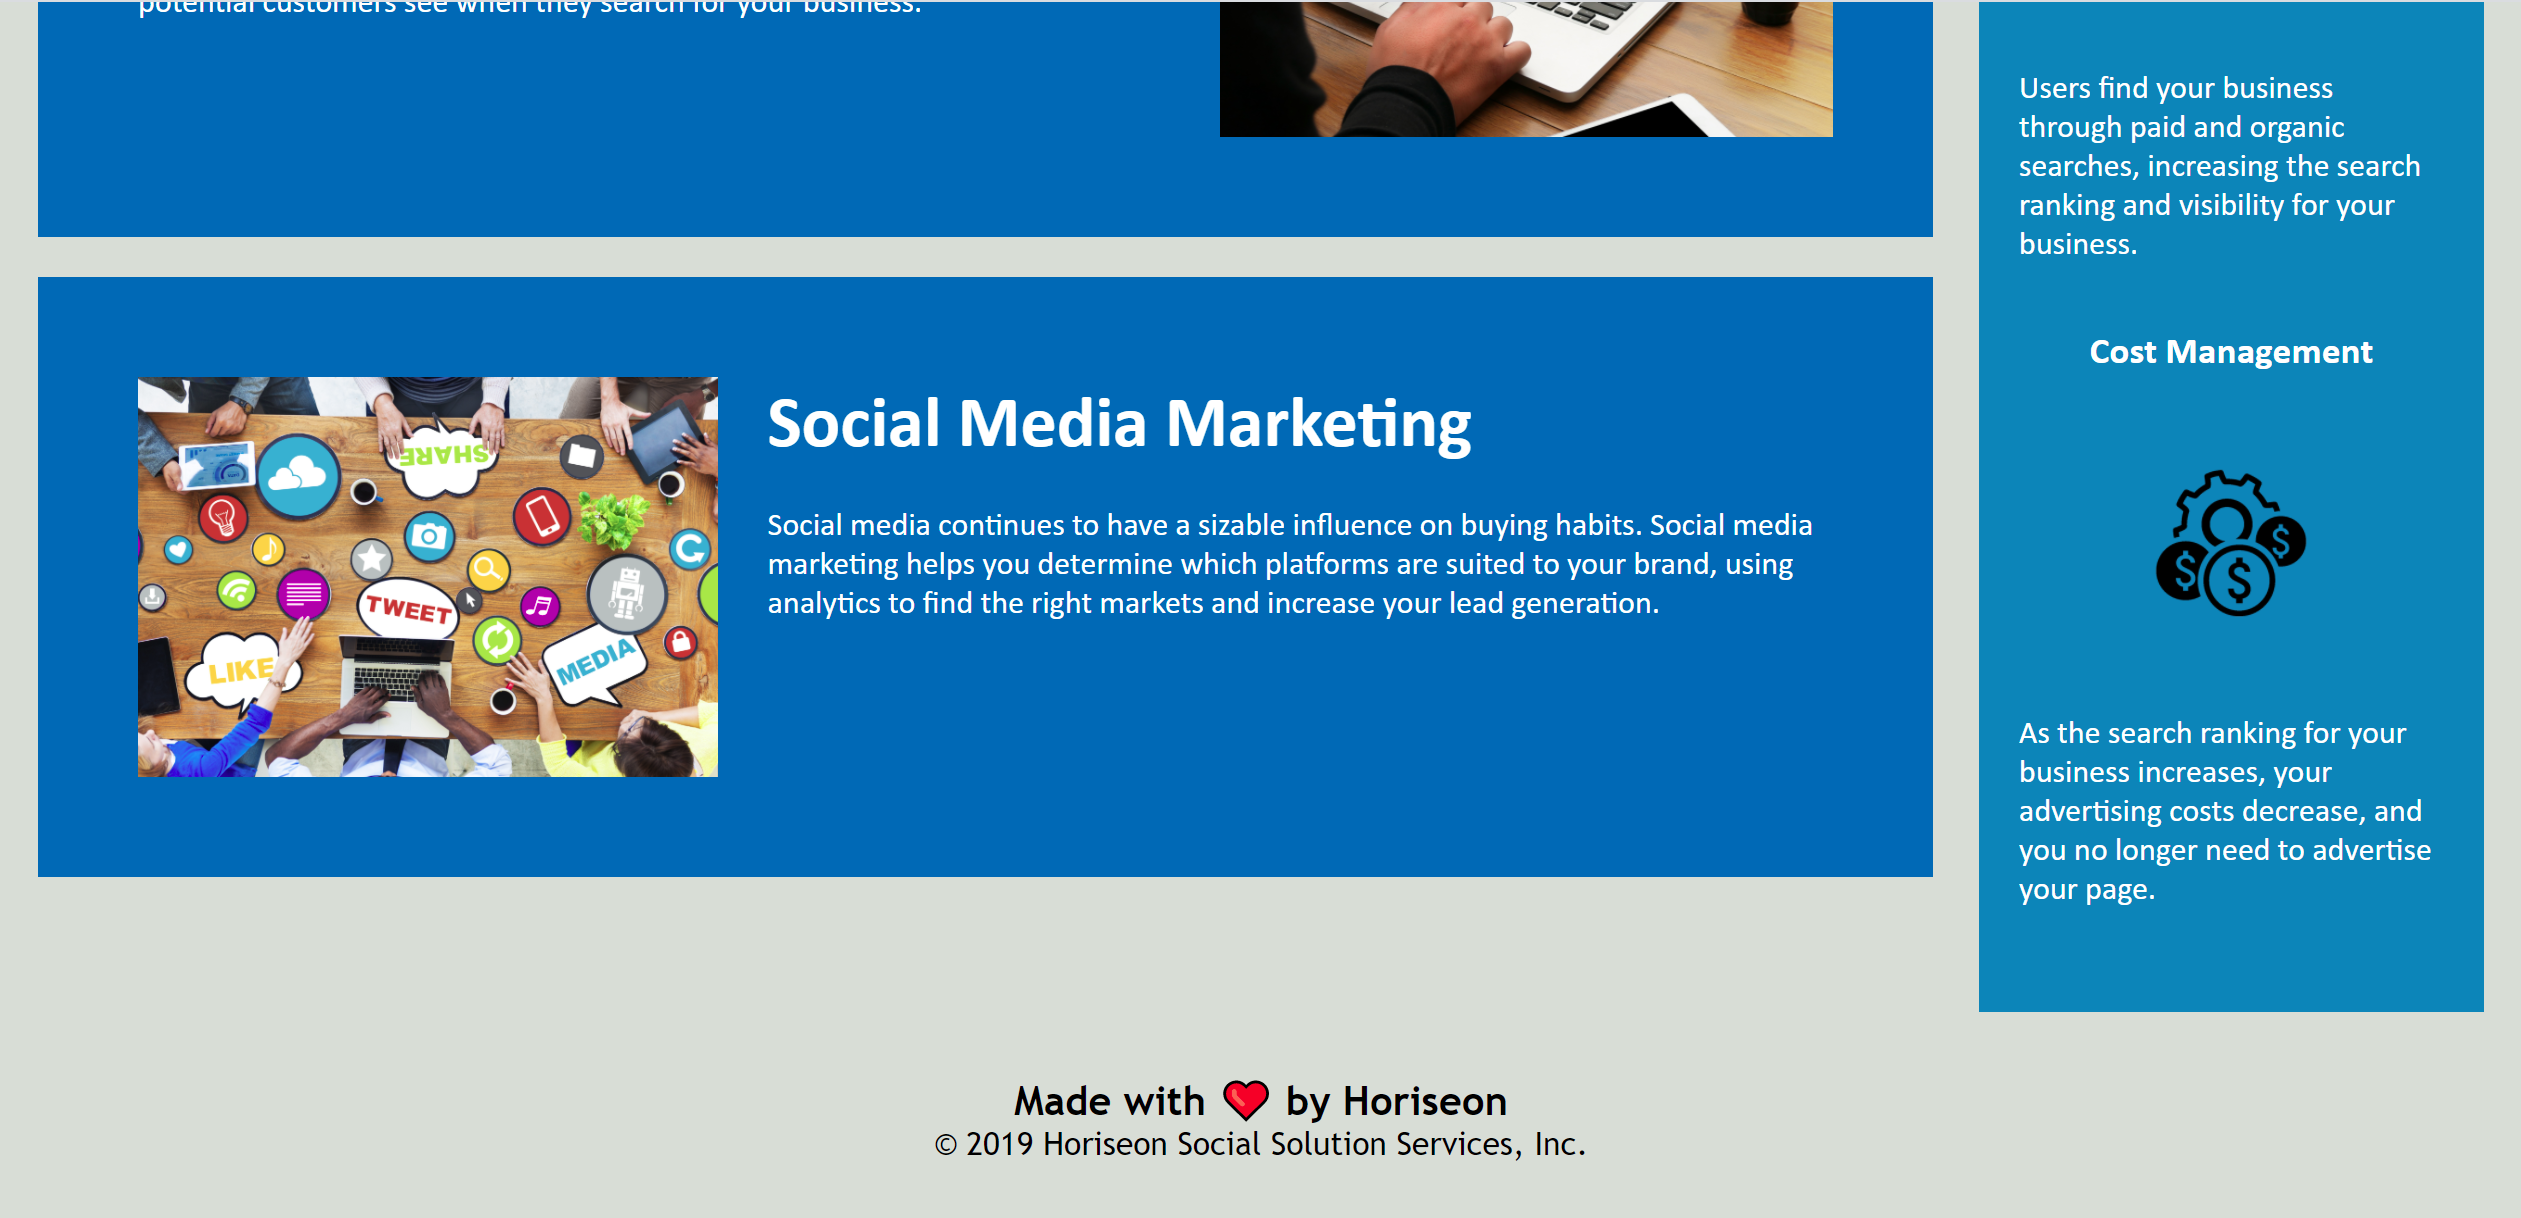 potential customers see when they search for your business.
Social Media Marketing
Social media continues to have a sizable influence on buying habits. Social media
marketing helps you determine which platforms are suited to your brand, using
analytics to find the right markets and increase your lead generation.
SHARE
TWEET
LIKE
MEDIA
Users find your business
through paid and organic
searches, increasing the search
ranking and visibility for your
business.
Cost Management
$ $ $
As the search ranking for your
business increases, your
advertising costs decrease, and
you no longer need to advertise
your page.
Made with ❤️ by Horiseon
© 2019 Horiseon Social Solution Services, Inc.